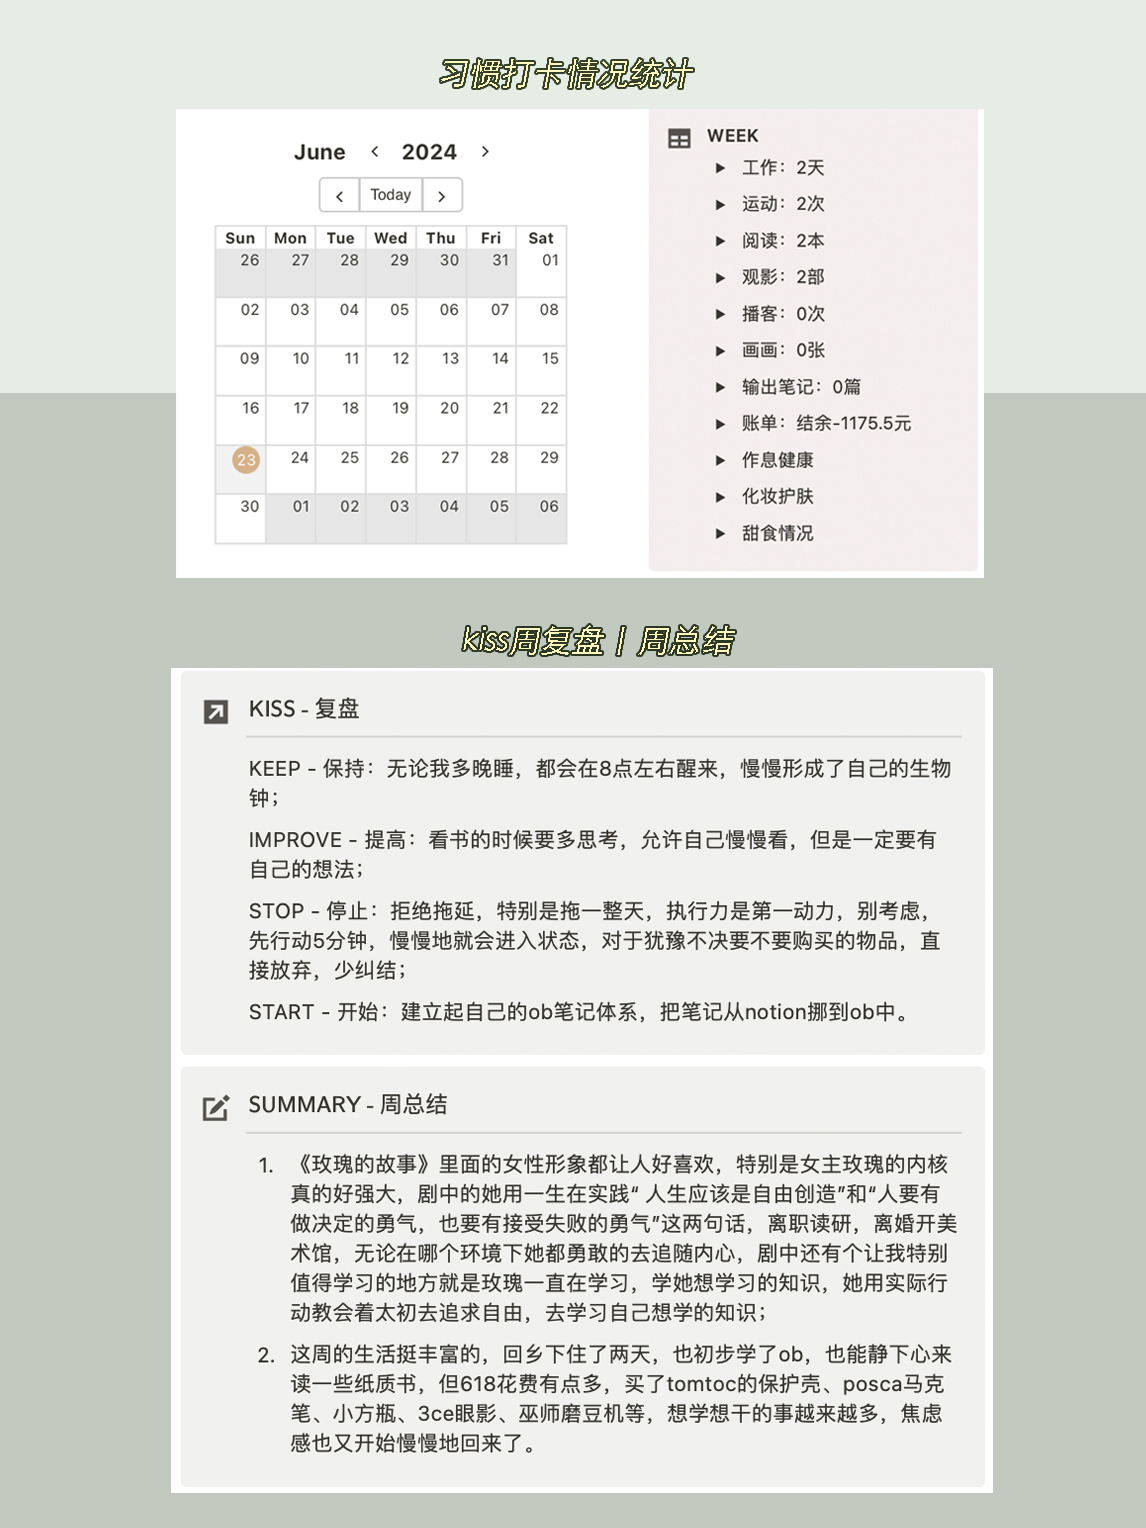 习惯打卡情况统计
June < 2024 >
< Today >
Sun Mon Tue Wed Thu Fri Sat
26 27 28 29 30 31 01
02 03 04 05 06 07 08
09 10 11 12 13 14 15
16 17 18 19 20 21 22
23 24 25 26 27 28 29
30 01 02 03 04 05 06
WEEK
工作：2天
运动：2次
阅读：2本
观影：2部
播客：0次
画画：0张
输出笔记：0篇
账单：结余-1175.5元
作息健康
化妆护肤
甜食情况
kiss周复盘 | 周总结
KISS - 复盘
KEEP - 保持：无论我多晚睡，都会在8点左右醒来，慢慢形成了自己的生物
钟；
IMPROVE - 提高：看书的时候要多思考，允许自己慢慢看，但是一定要有
自己的想法；
STOP - 停止：拒绝拖延，特别是拖一整天，执行力是第一动力，别考虑，
先行动5分钟，慢慢地就会进入状态，对于犹豫不决要不要购买的物品，直
接放弃，少纠结；
START - 开始：建立起自己的ob笔记体系，把笔记从notion挪到ob中。
SUMMARY - 周总结
1. 《玫瑰的故事》里面的女性形象都让人好喜欢，特别是女主玫瑰的内核
真的好强大，剧中的她用一生在实践“ 人生应该是自由创造”和“人要有
做决定的勇气，也要有接受失败的勇气”这两句话，离职读研，离婚开美
术馆，无论在哪个环境下她都勇敢的去追随内心，剧中还有个让我特别
值得学习的地方就是玫瑰一直在学习，学她想学习的知识，她用实际行
动教会着太初去追求自由，去学习自己想学的知识；
2. 这周的生活挺丰富的，回乡下住了两天，也初步学了ob，也能静下心来
读一些纸质书，但618花费有点多，买了tomtoc的保护壳、posca马克
笔、小方瓶、3ce眼影、巫师磨豆机等，想学想干的事越来越多，焦虑
感也又开始慢慢地回来了。